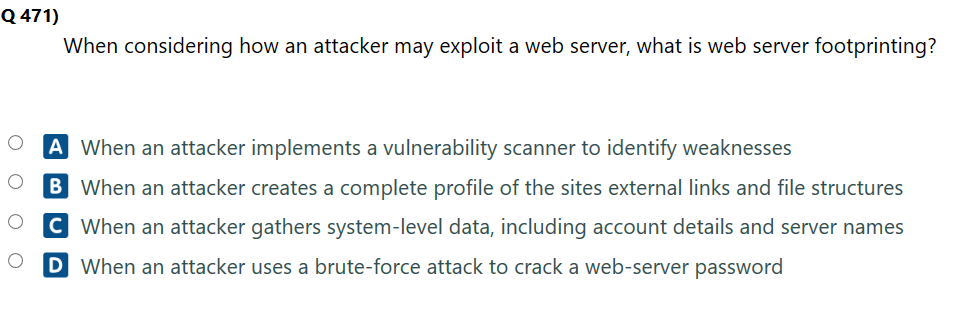 Q 471)
When considering how an attacker may exploit a web server, what is web server footprinting?
A When an attacker implements a vulnerability scanner to identify weaknesses
B When an attacker creates a complete profile of the sites external links and file structures
C When an attacker gathers system-level data, including account details and server names
D When an attacker uses a brute-force attack to crack a web-server password